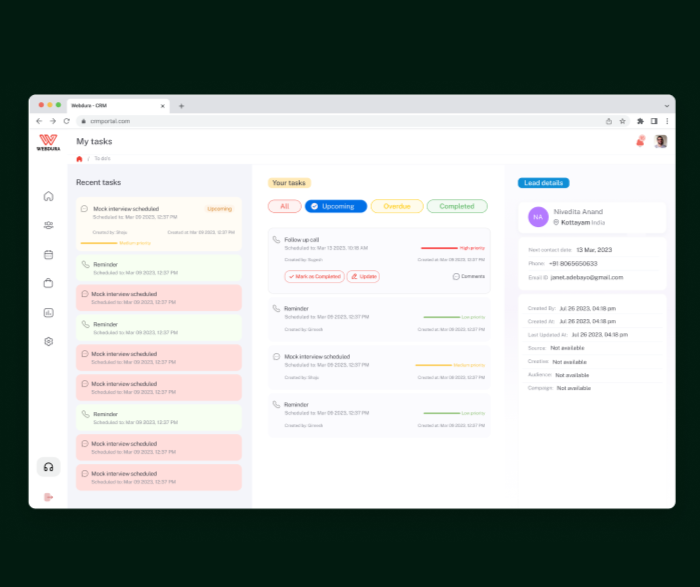 Webdura - CRM
crmportal.com
WEBDURA
My tasks
/ Tasks
Recent tasks
Mock interview scheduled
Upcoming
Scheduled to: Mar 09 2023, 12:37 PM
Created by: Shaju
Created at: Mar 09 2023, 12:37 PM
Medium priority
Reminder
Scheduled to: Mar 09 2023, 12:37 PM
Mock interview scheduled
Scheduled to: Mar 09 2023, 12:37 PM
Reminder
Scheduled to: Mar 09 2023, 12:37 PM
Mock interview scheduled
Scheduled to: Mar 09 2023, 12:37 PM
Mock interview scheduled
Scheduled to: Mar 09 2023, 12:37 PM
Reminder
Scheduled to: Mar 09 2023, 12:37 PM
Mock interview scheduled
Scheduled to: Mar 09 2023, 12:37 PM
Mock interview scheduled
Scheduled to: Mar 09 2023, 12:37 PM
Your tasks
All
Upcoming
Overdue
Completed
Follow up call
Scheduled to: Mar 13 2023, 10:18 AM
High-priority
Created by: Support
Created at: Mar 09 2023, 12:37 PM
Mark as Completed
Update
Comments
Reminder
Scheduled to: Mar 09 2023, 12:37 PM
Low-priority
Created by:
Created at: Mar 09 2023, 12:37 PM
Mock interview scheduled
Scheduled to: Mar 09 2023, 12:37 PM
Medium-priority
Created by: Shaju
Created at: Mar 09 2023, 12:37 PM
Reminder
Scheduled to: Mar 09 2023, 12:37 PM
Low-priority
Created by:
Created at: Mar 09 2023, 12:37 PM
Lead details
NA
Nivedita Anand
Kottayam India
Next contact date: 13 Mar, 2023
Phone: +91 8065650633
Email ID: janet.adebayo@gmail.com
Created By: Jul 26 2023, 04:18 pm
Created At: Jul 26 2023, 04:18 pm
Last Updated At: Jul 26 2023, 04:18 pm
Source: Not available
Creative: Not available
Audience: Not available
Campaign: Not available